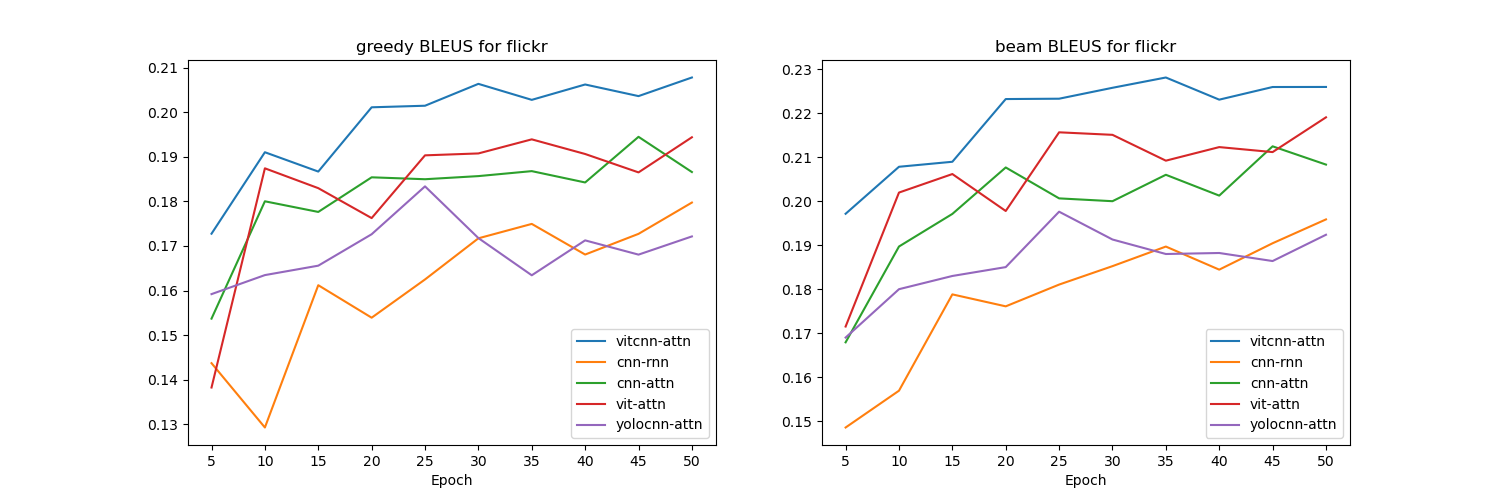 greedy BLEUS for flickr
0.21
0.20
0.19
0.18
0.17
0.16
0.15
0.14
0.13
5 10 15 20 25 30 35 40 45 50
Epoch
vitcnn-attn
cnn-rnn
cnn-attn
vit-attn
yolocnn-attn
beam BLEUS for flickr
0.23
0.22
0.21
0.20
0.19
0.18
0.17
0.16
0.15
5 10 15 20 25 30 35 40 45 50
Epoch
vitcnn-attn
cnn-rnn
cnn-attn
vit-attn
yolocnn-attn